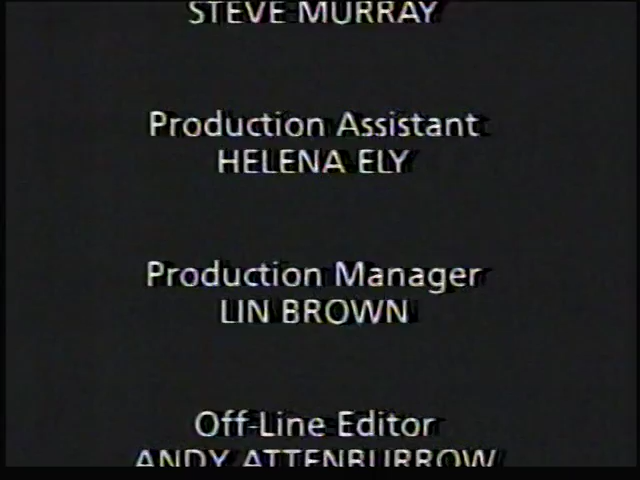 STEVE MURRAY
Production Assistant
HELENA ELY
Production Manager
LIN BROWN
Off-Line Editor
ANDY ATTENBURROW